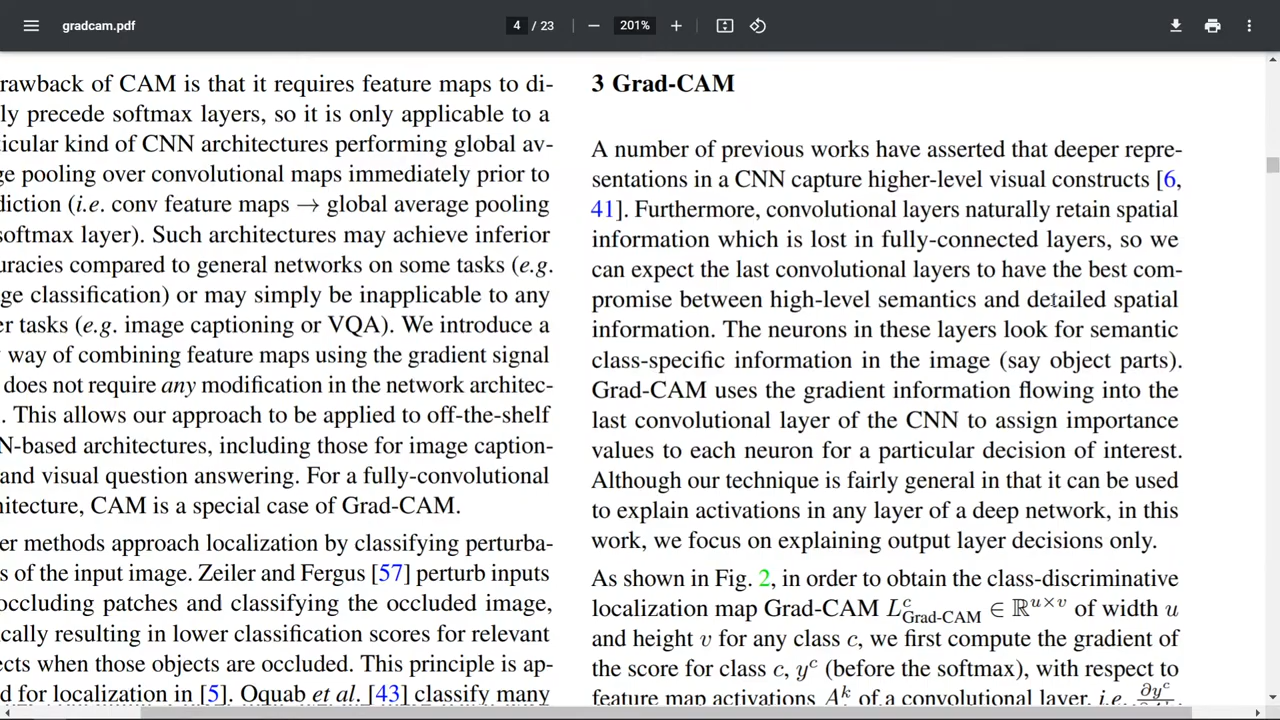 gradcam.pdf
4 / 23
201%
rawback of CAM is that it requires feature maps to di-
ly precede softmax layers, so it is only applicable to a
ticular kind of CNN architectures performing global av-
ge pooling over convolutional maps immediately prior to
diction (i.e. conv feature maps → global average pooling
softmax layer). Such architectures may achieve inferior
uracies compared to general networks on some tasks (e.g.
ge classification) or may simply be inapplicable to any
er tasks (e.g. image captioning or VQA). We introduce a
way of combining feature maps using the gradient signal
does not require any modification in the network architec-
. This allows our approach to be applied to off-the-shelf
N-based architectures, including those for image caption-
and visual question answering. For a fully-convolutional
hitecture, CAM is a special case of Grad-CAM.
er methods approach localization by classifying perturba-
s of the input image. Zeiler and Fergus [57] perturb inputs
occluding patches and classifying the occluded image,
ically resulting in lower classification scores for relevant
ects when those objects are occluded. This principle is ap-
d for localization in [5]. Oquab et al. [43] classify many
3 Grad-CAM
A number of previous works have asserted that deeper repre-
sentations in a CNN capture higher-level visual constructs [6,
41]. Furthermore, convolutional layers naturally retain spatial
information which is lost in fully-connected layers, so we
can expect the last convolutional layers to have the best com-
promise between high-level semantics and detailed spatial
information. The neurons in these layers look for semantic
class-specific information in the image (say object parts).
Grad-CAM uses the gradient information flowing into the
last convolutional layer of the CNN to assign importance
values to each neuron for a particular decision of interest.
Although our technique is fairly general in that it can be used
to explain activations in any layer of a deep network, in this
work, we focus on explaining output layer decisions only.
As shown in Fig. 2, in order to obtain the class-discriminative
localization map Grad-CAM L^c_Grad-CAM ∈ ℝ^{u×v} of width u
and height v for any class c, we first compute the gradient of
the score for class c, y^c (before the softmax), with respect to
feature map activations A^k of a convolutional layer, i.e. ∂y^c